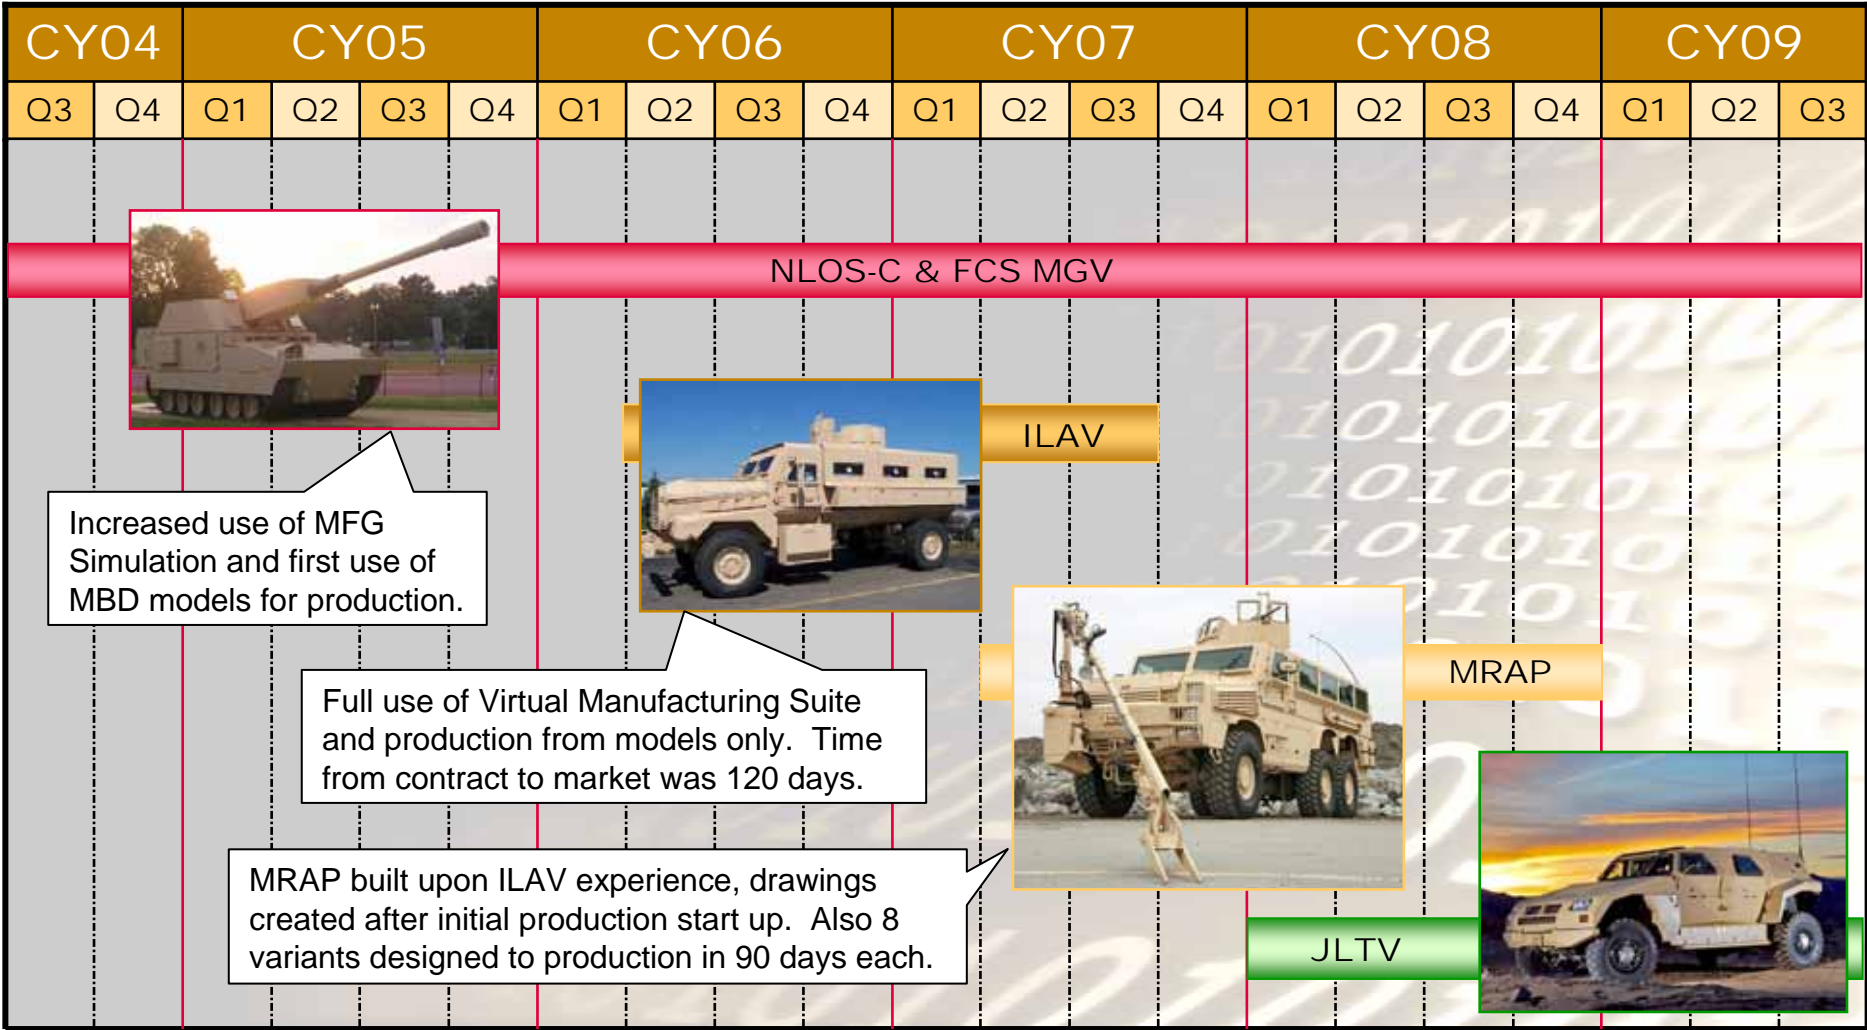 CY04 CY05 CY06 CY07 CY08 CY09
Q3 Q4 Q1 Q2 Q3 Q4 Q1 Q2 Q3 Q4 Q1 Q2 Q3 Q4 Q1 Q2 Q3 Q4 Q1 Q2 Q3
NLOS-C & FCS MGV
ILAV
Increased use of MFG
Simulation and first use of
MBD models for production.
MRAP
Full use of Virtual Manufacturing Suite
and production from models only. Time
from contract to market was 120 days.
MRAP built upon ILAV experience, drawings
created after initial production start up. Also 8
variants designed to production in 90 days each.
JLTV